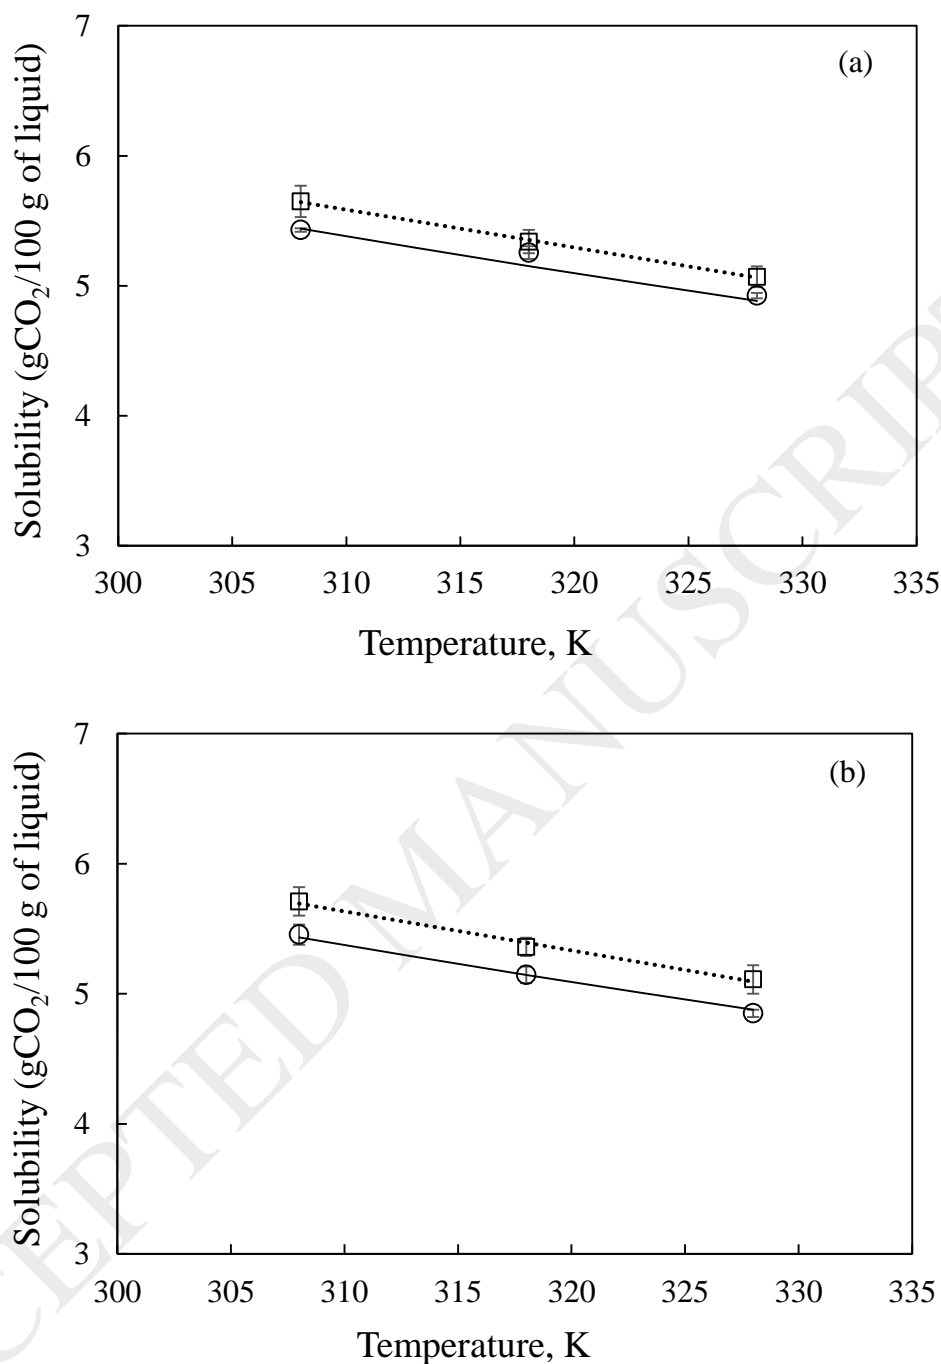 7
(a)
6
5
4
3
Solubility (gCO₂/100 g of liquid)
300 305 310 315 320 325 330 335
Temperature, K
7
(b)
6
5
4
3
Solubility (gCO₂/100 g of liquid)
300 305 310 315 320 325 330 335
Temperature, K
CEPTED MANUSCRIPT